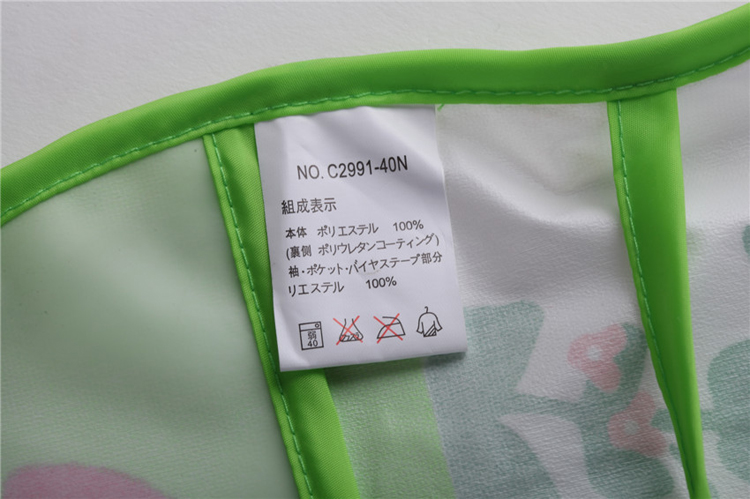 NO. C2991-40N
組成表示
本体 ポリエステル 100%
(裏側 ポリウレタンコーティング)
袖・ポケット・バイヤステープ部分
リエステル 100%
弱
40